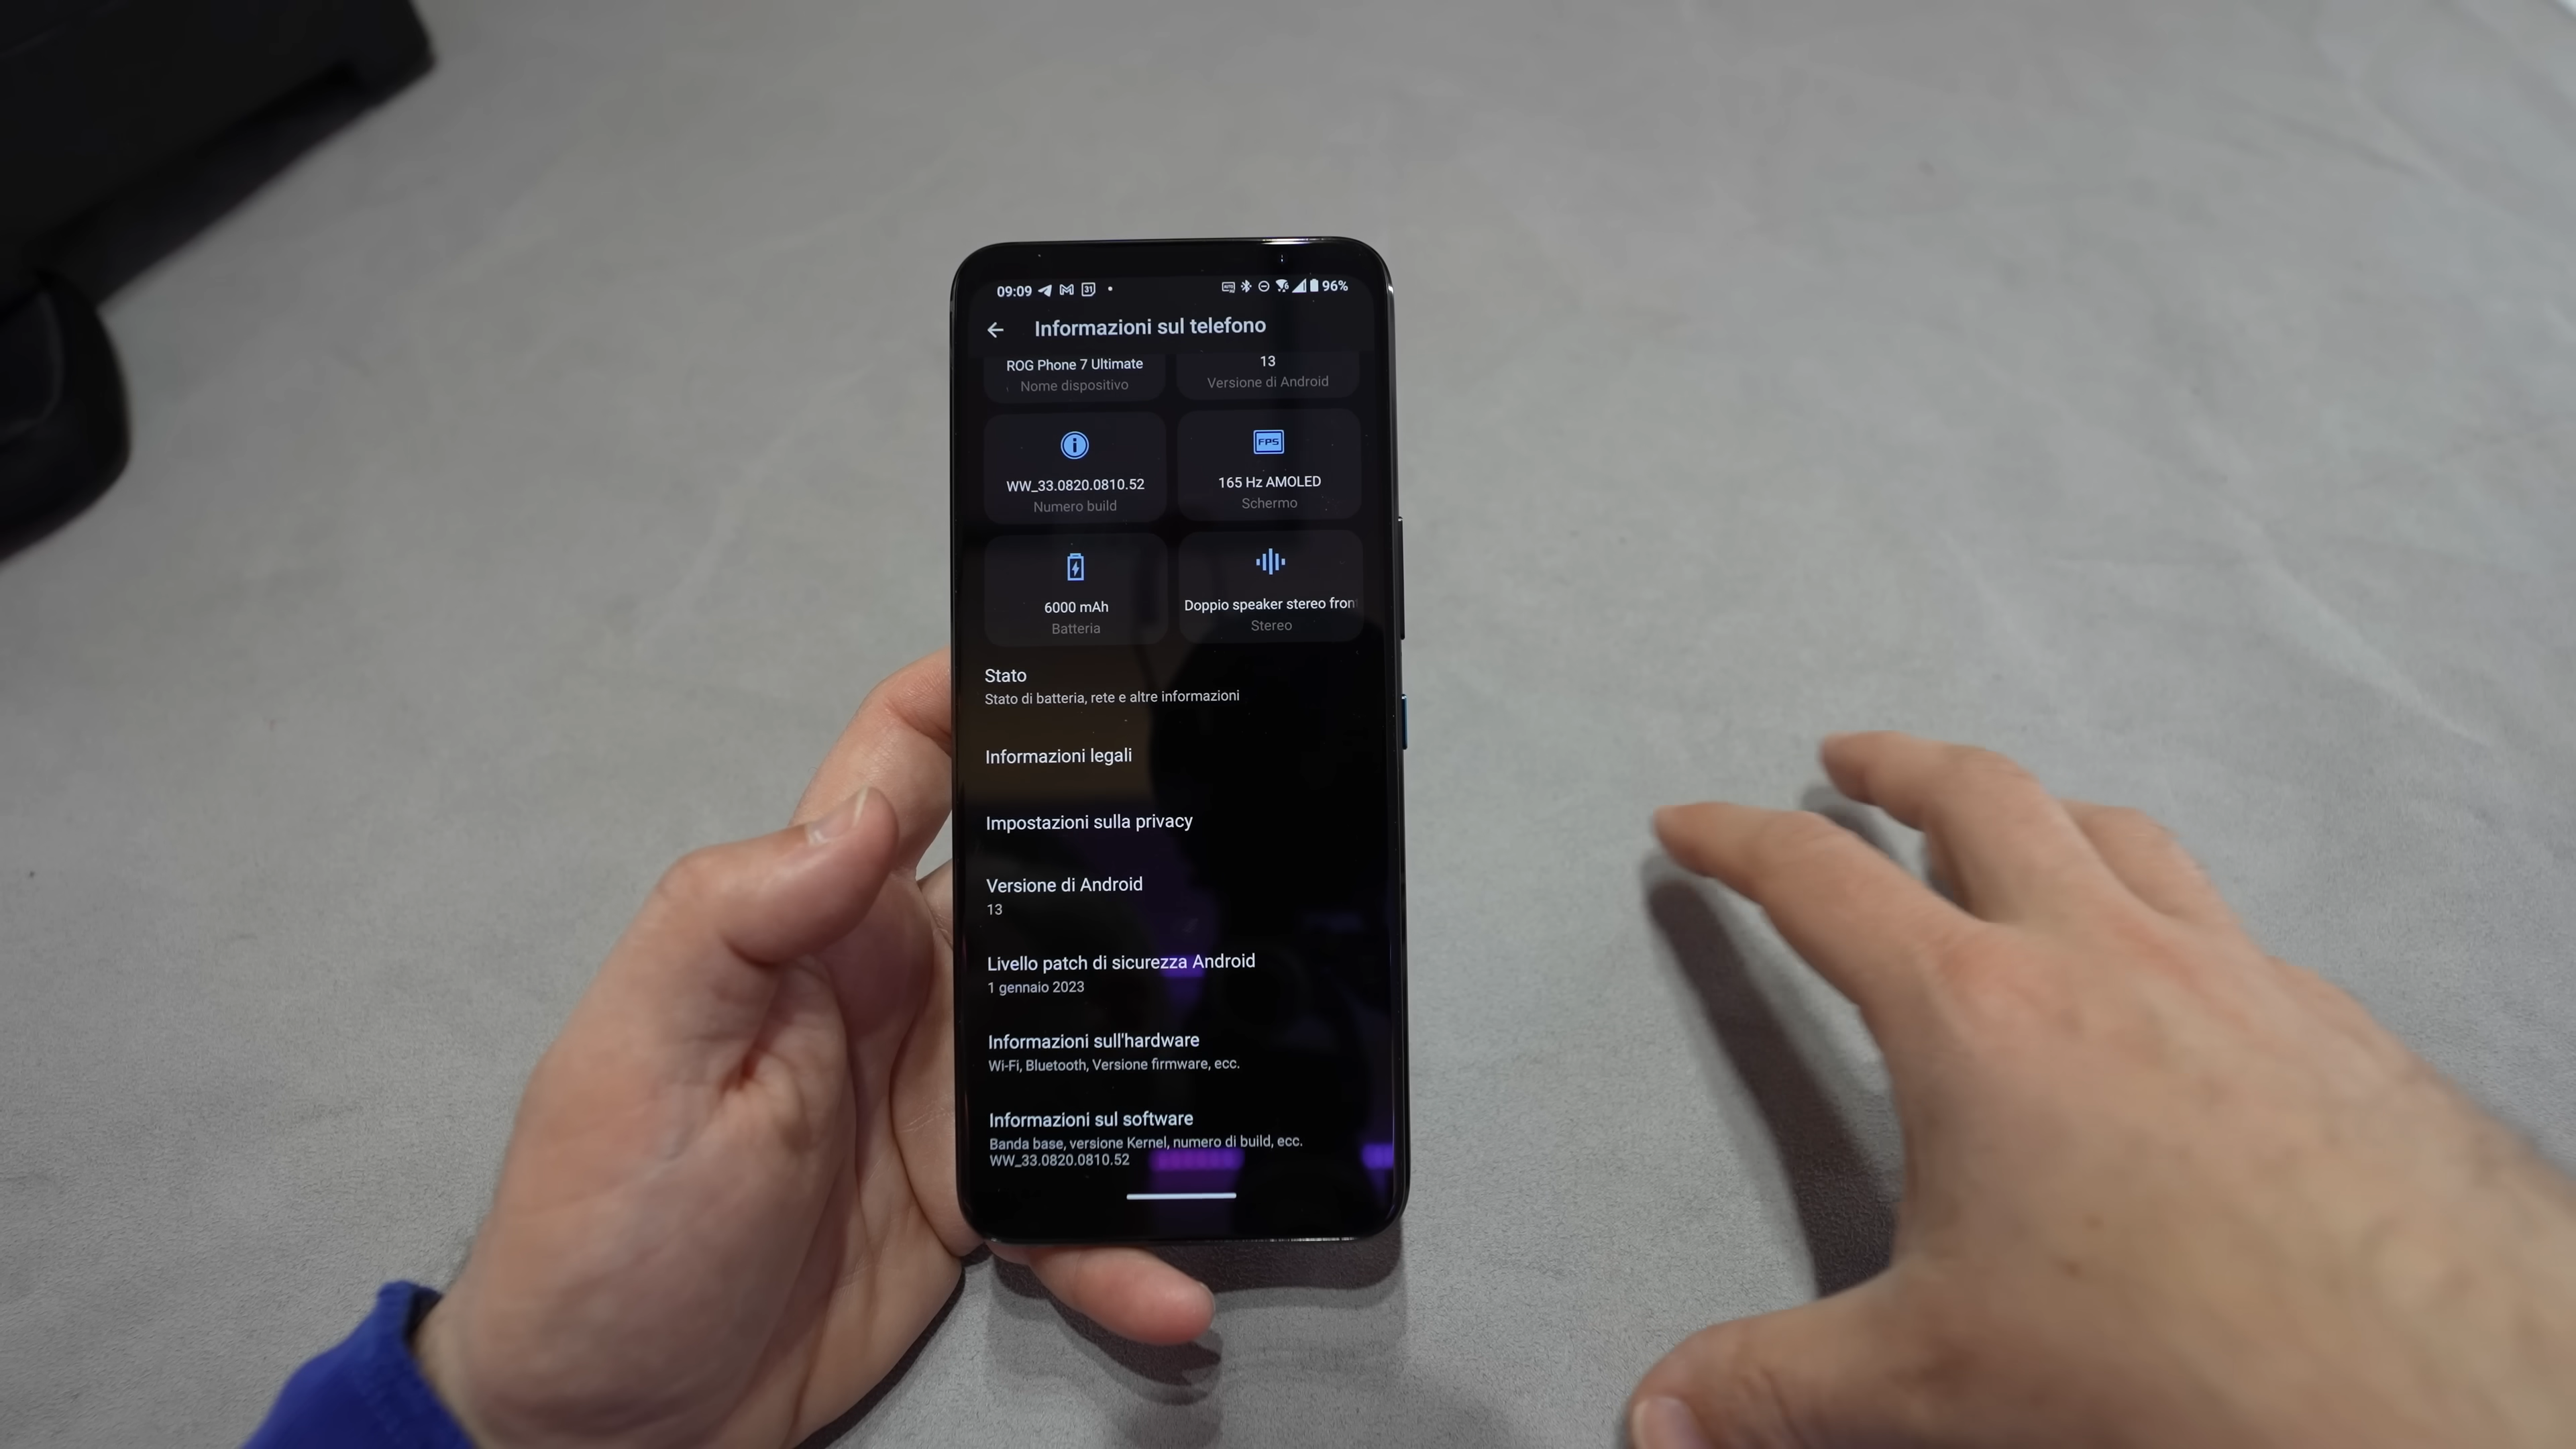 09:09
31
96%
Informazioni sul telefono
ROG Phone 7 Ultimate
Nome dispositivo
13
Versione di Android
WW_33.0820.0810.52
Numero build
FPS
165 Hz AMOLED
Schermo
6000 mAh
Batteria
Doppio speaker stereo fron
Stereo
Stato
Stato di batteria, rete e altre informazioni
Informazioni legali
Impostazioni sulla privacy
Versione di Android
13
Livello patch di sicurezza Android
1 gennaio 2023
Informazioni sull'hardware
Wi-Fi, Bluetooth, Versione firmware, ecc.
Informazioni sul software
Banda base, versione Kernel, numero di build, ecc.
WW_33.0820.0810.52